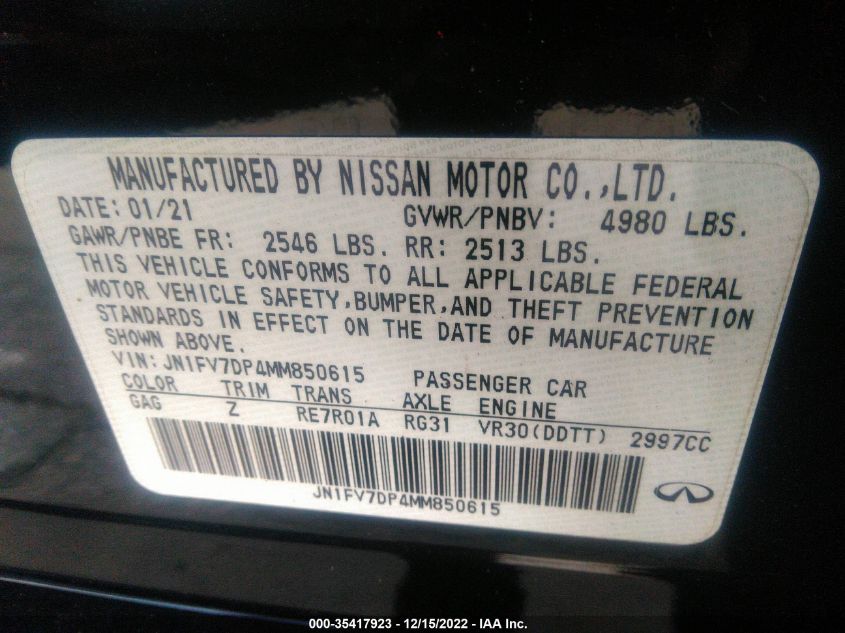 MANUFACTURED BY NISSAN MOTOR CO.,LTD.
DATE: 01/21 GVWR/PNBV: 4980 LBS.
GAWR/PNBE FR: 2546 LBS. RR: 2513 LBS.
THIS VEHICLE CONFORMS TO ALL APPLICABLE FEDERAL
MOTOR VEHICLE SAFETY,BUMPER,AND THEFT PREVENTION
STANDARDS IN EFFECT ON THE DATE OF MANUFACTURE
SHOWN ABOVE.
VIN: JN1FV7DP4MM850615 PASSENGER CAR
COLOR TRIM TRANS AXLE ENGINE
GAG Z RE7R01A RG31 VR30(DDTT) 2997CC
JN1FV7DP4MM850615
000-35417923 - 12/15/2022 - IAA Inc.